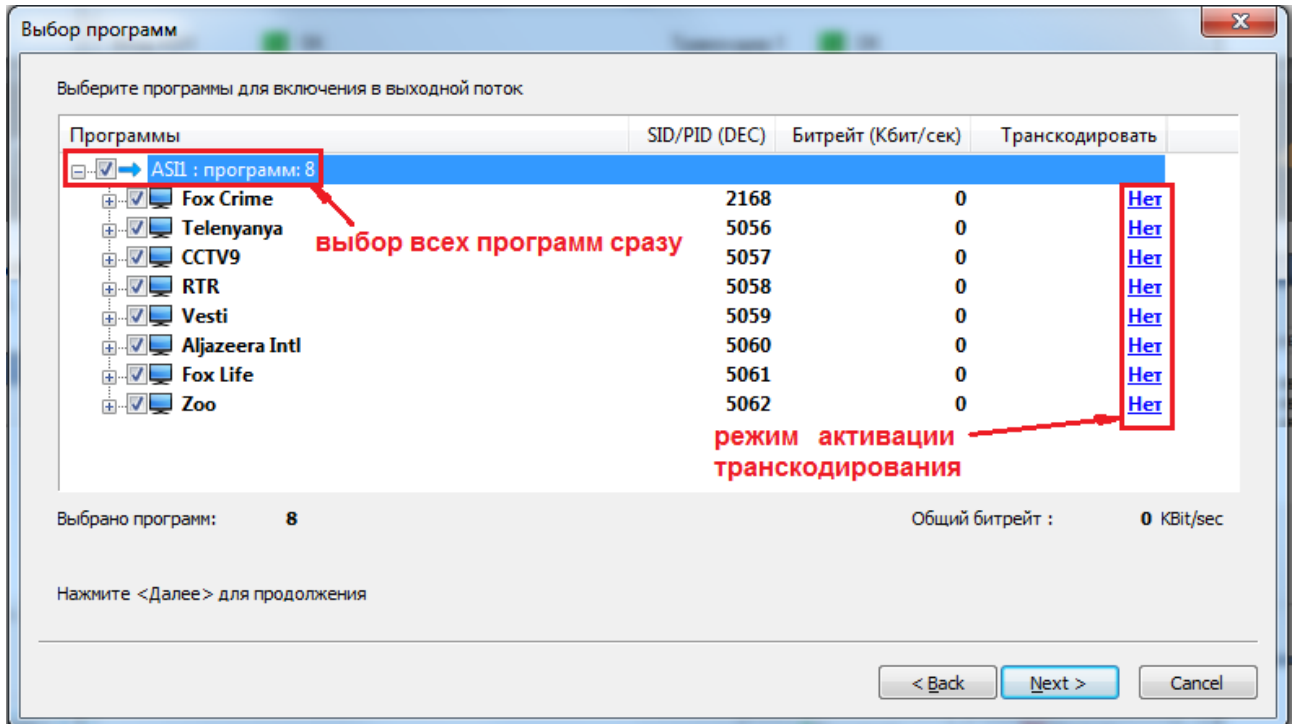 Выбор программ
Выберите программы для включения в выходной поток
Программы SID/PID (DEC) Битрейт (Кбит/сек) Транскодировать
ASI1 : программ: 8
Fox Crime 2168 0 Нет
Telenyanya 5056 0 Нет
выбор всех программ сразу
CCTV9 5057 0 Нет
RTR 5058 0 Нет
Vesti 5059 0 Нет
Aljazeera Intl 5060 0 Нет
Fox Life 5061 0 Нет
Zoo 5062 0 Нет
режим активации
транскодирования
Выбрано программ: 8 Общий битрейт : 0 KBit/sec
Нажмите <Далее> для продолжения
< Back Next > Cancel